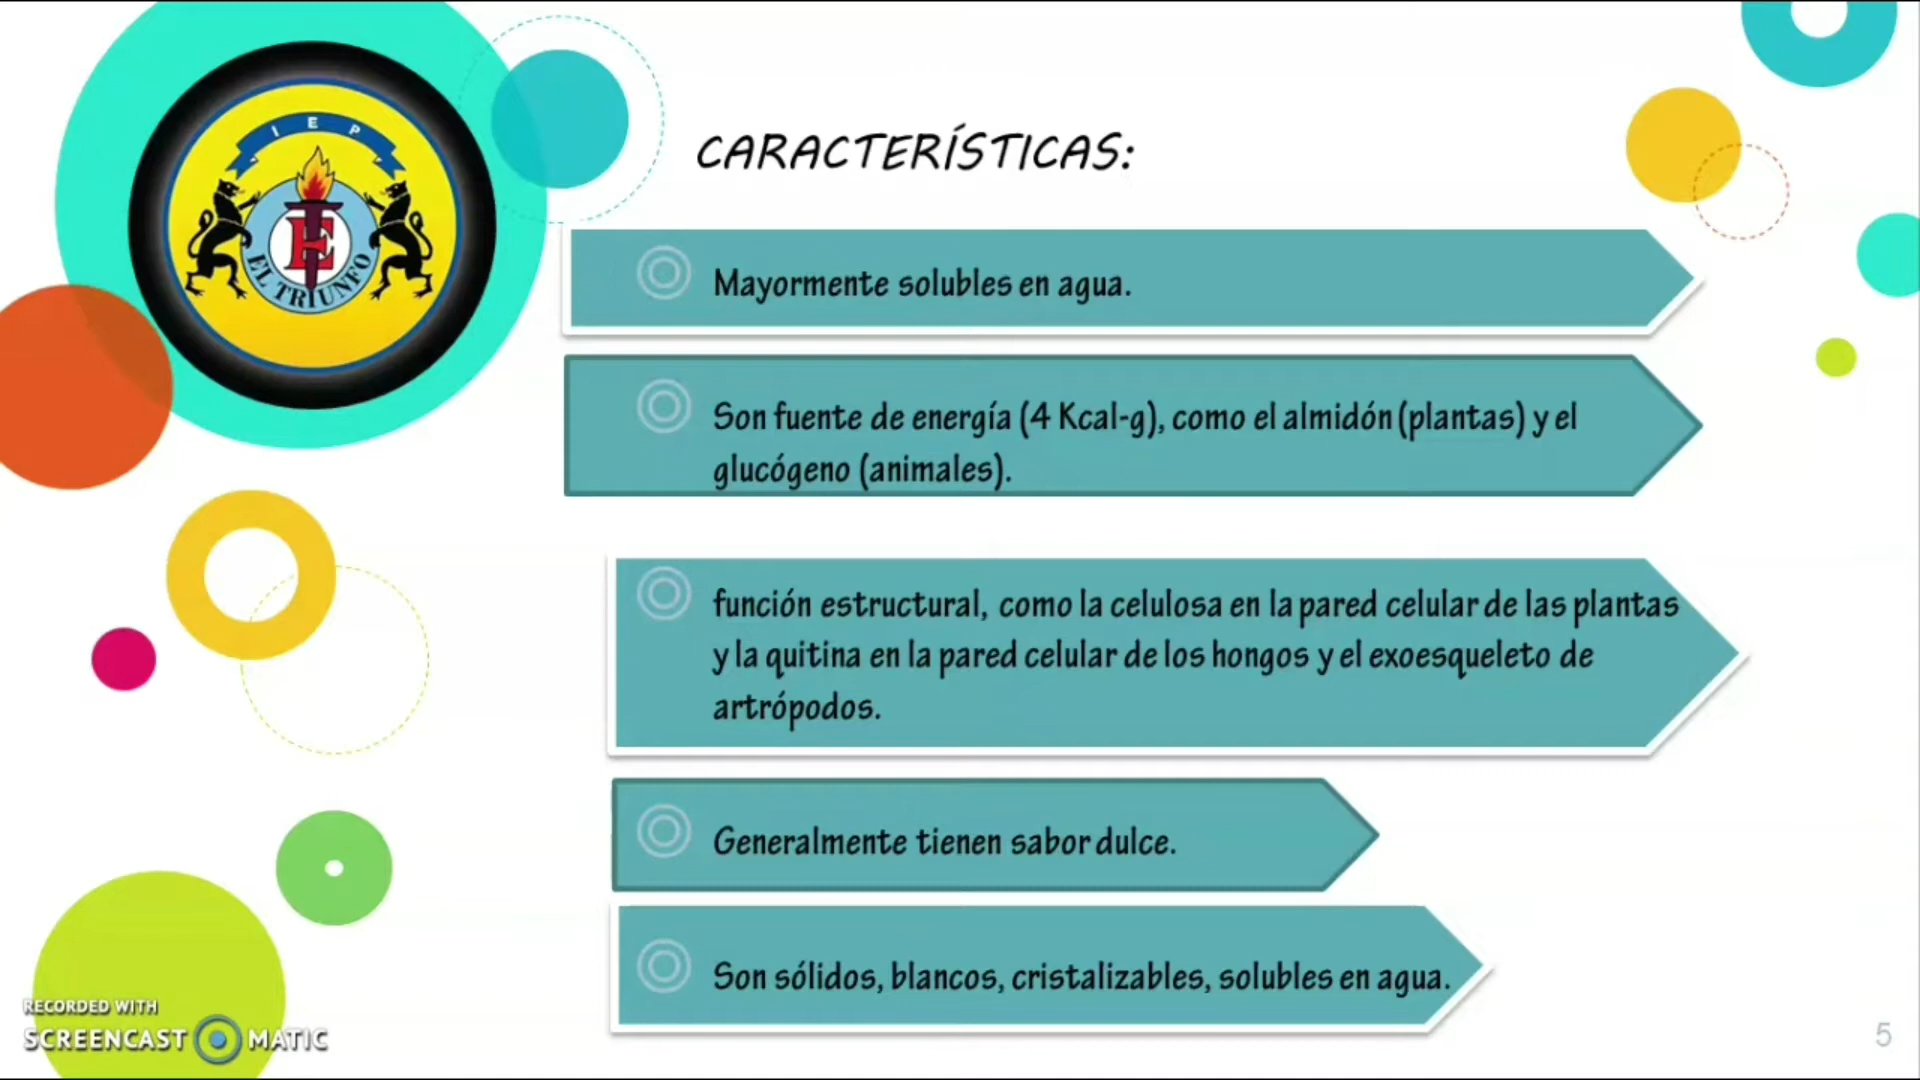 I E P
E
EL TRIUNFO
CARACTERÍSTICAS:
Mayormente solubles en agua.
Son fuente de energía (4 Kcal-g), como el almidón (plantas) y el
glucógeno (animales).
función estructural, como la celulosa en la pared celular de las plantas
y la quitina en la pared celular de los hongos y el exoesqueleto de
artrópodos.
Generalmente tienen sabor dulce.
Son sólidos, blancos, cristalizables, solubles en agua.
RECORDED WITH
SCREENCAST MATIC
5